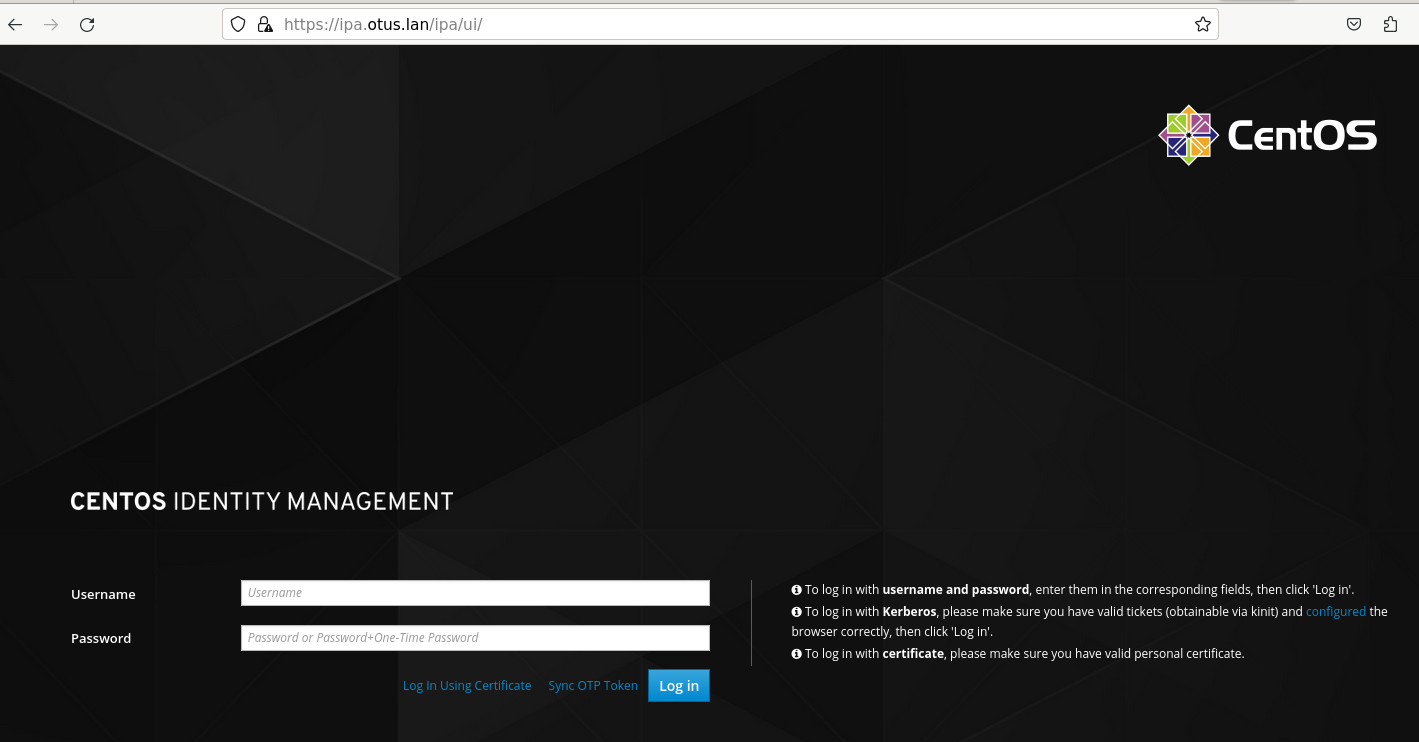 https://ipa.otus.lan/ipa/ui/
CentOS
CENTOS IDENTITY MANAGEMENT
Username
Username
Password
Password or Password+One-Time Password
Log In Using Certificate
Sync OTP Token
Log in
To log in with username and password, enter them in the corresponding fields, then click 'Log in'.
To log in with Kerberos, please make sure you have valid tickets (obtainable via kinit) and configured the
browser correctly, then click 'Log in'.
To log in with certificate, please make sure you have valid personal certificate.